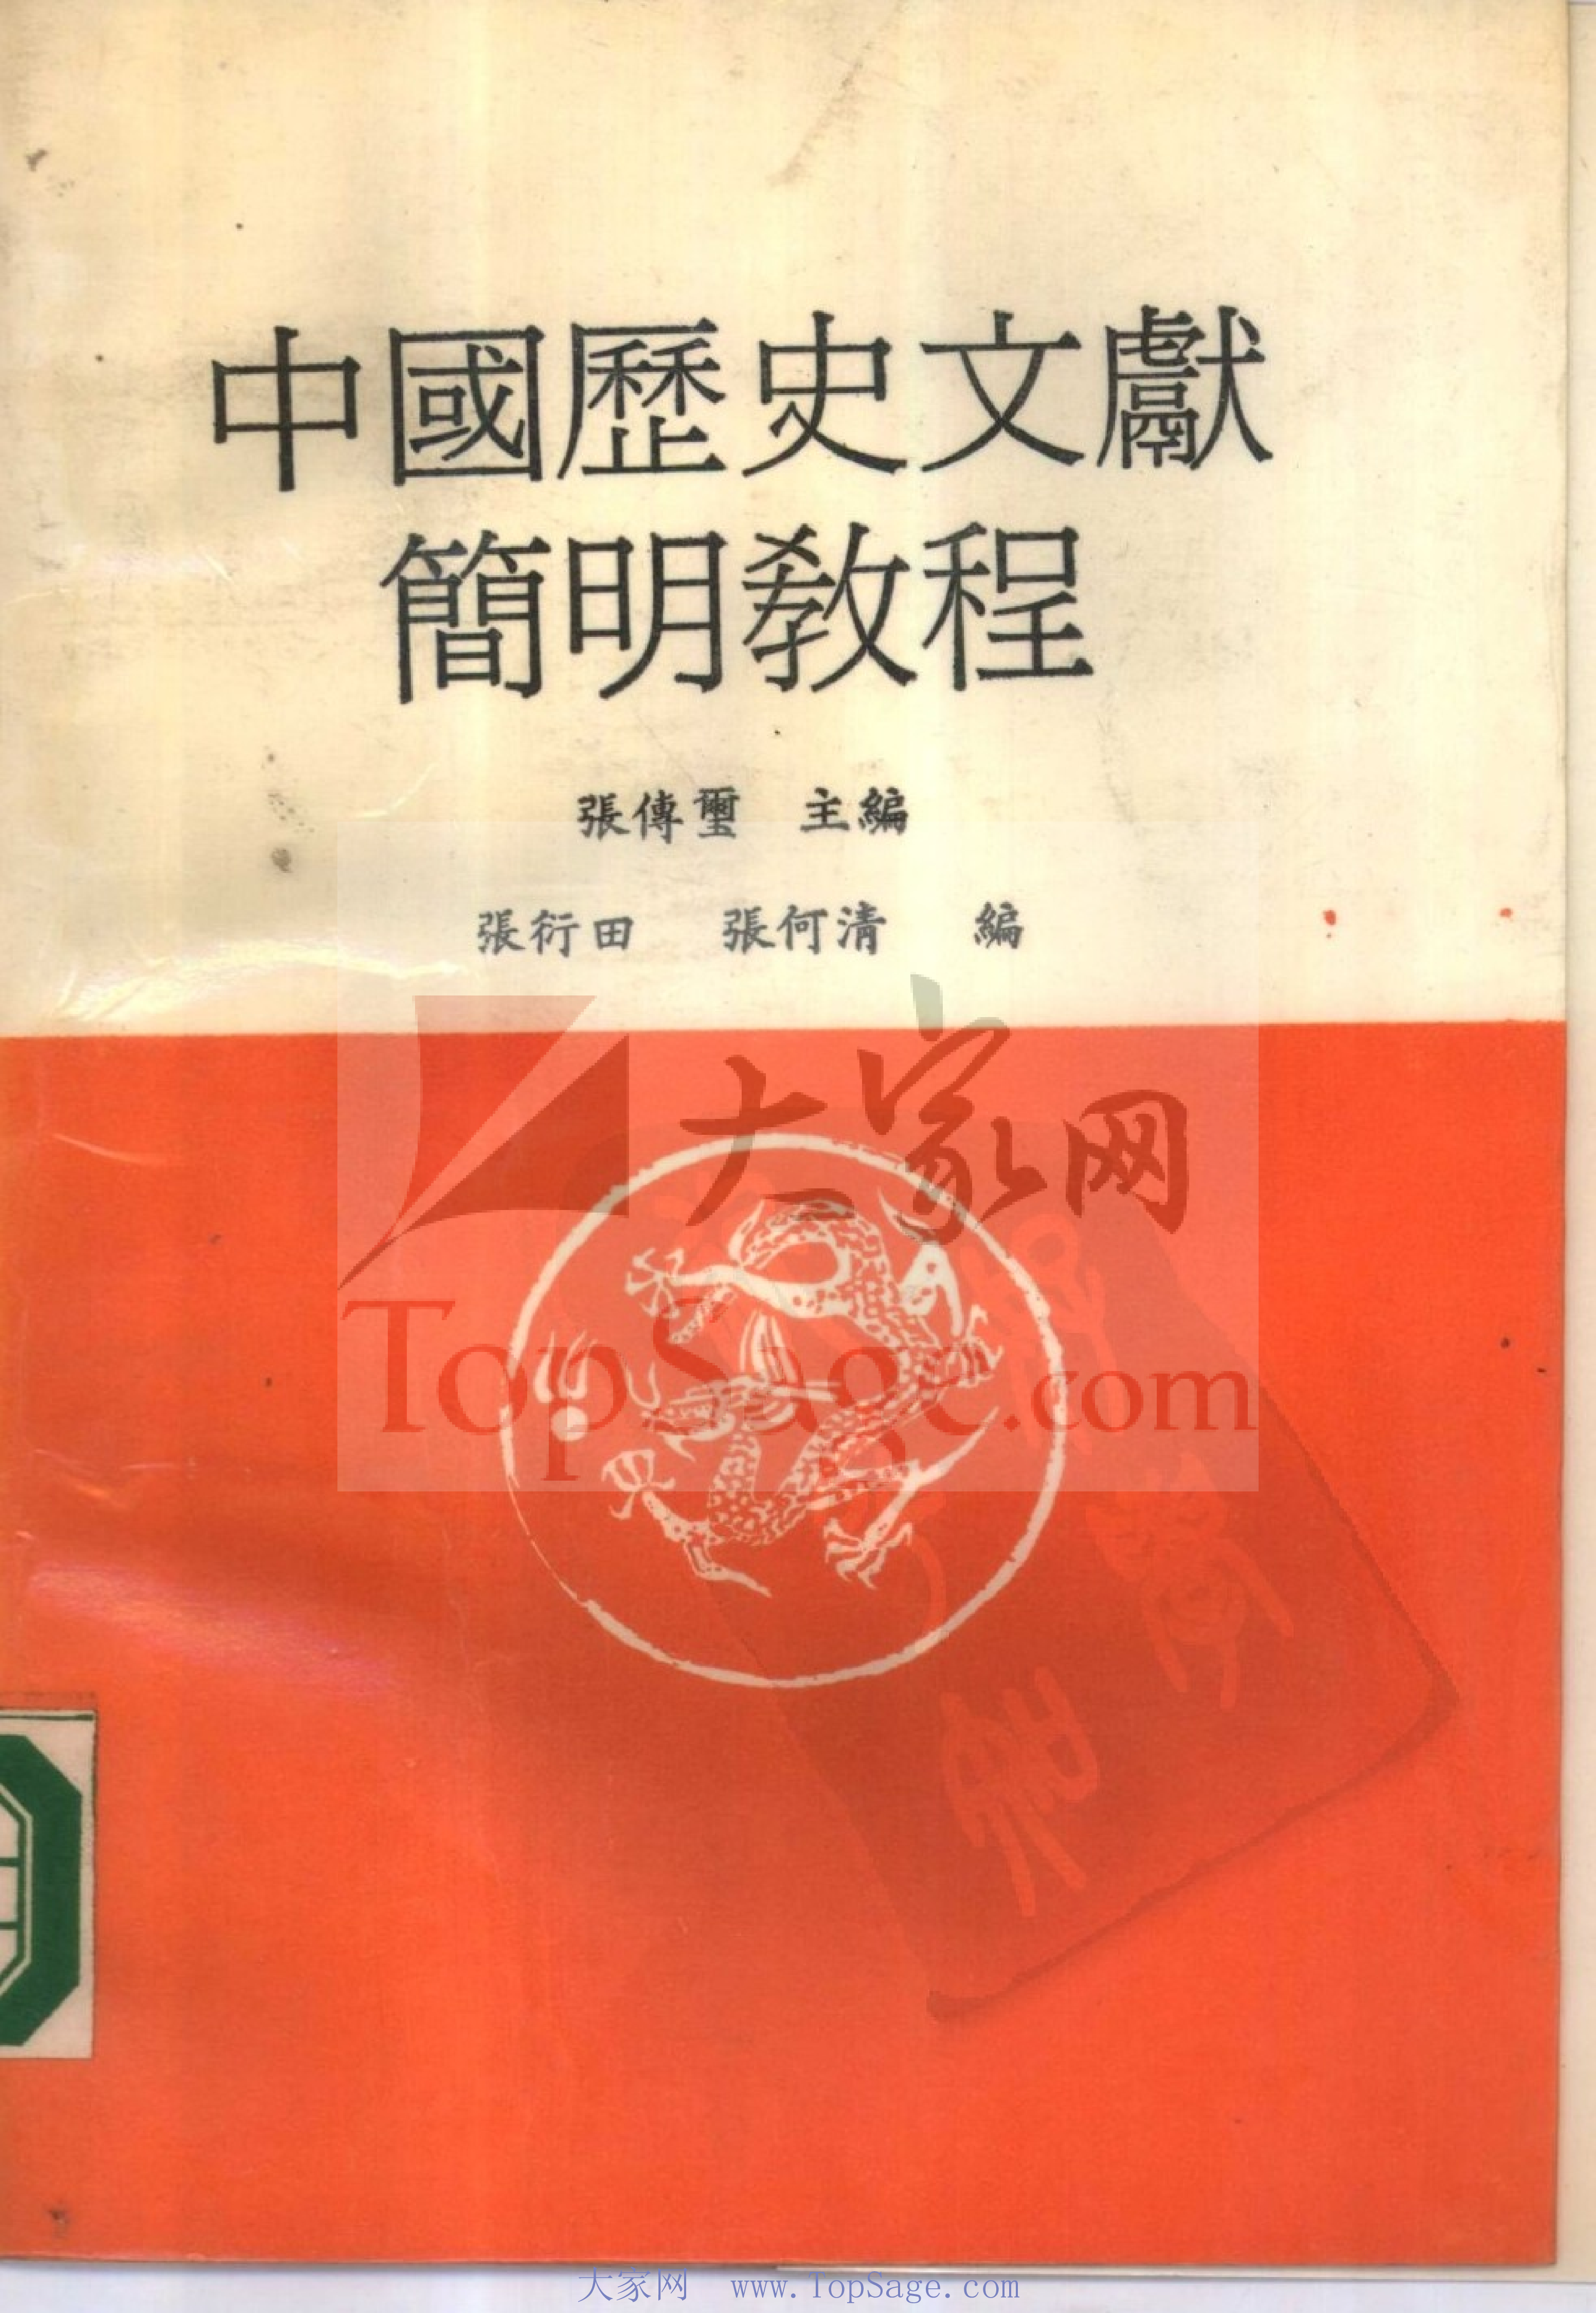 中國歷史文獻
簡明教程
張傳璽 主編
張衍田 張何清 編
大家网
TopSage.com
大家网 www.TopSage.com